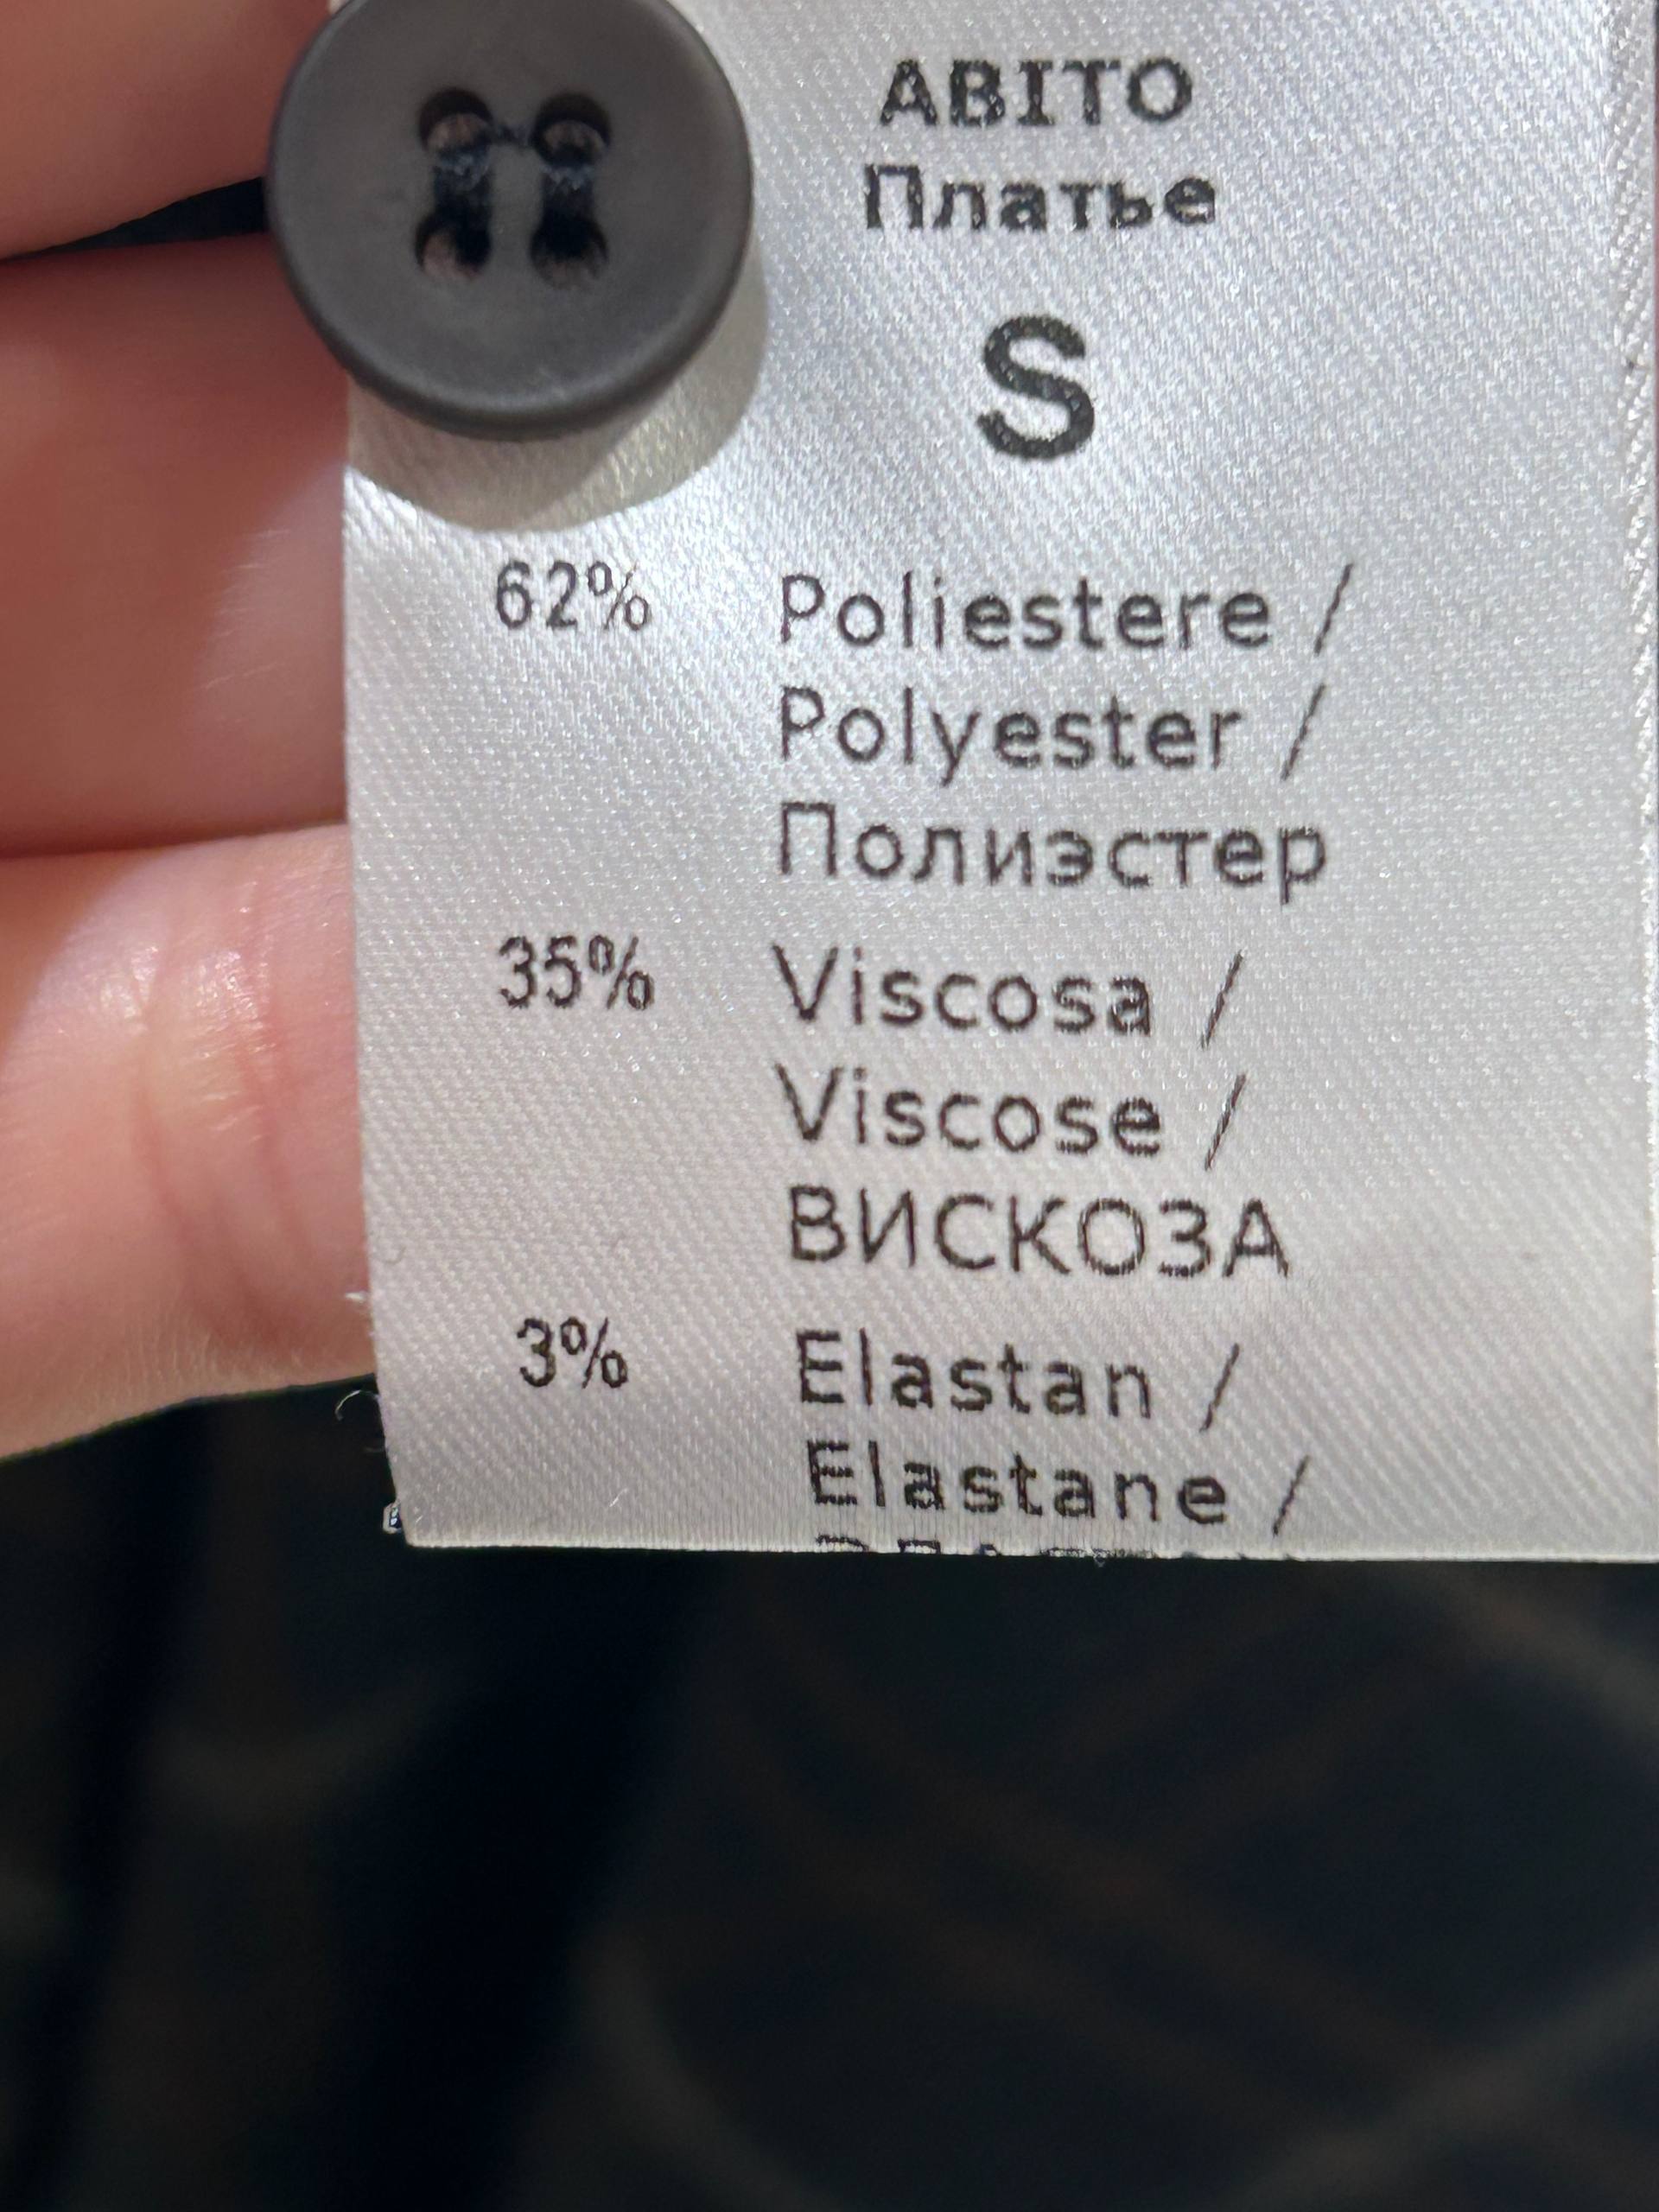 ABITO
Платье
S
62% Poliestere /
Polyester /
Полиэстер
35% Viscosa /
Viscose /
ВИСКОЗА
3% Elastan /
Elastane /